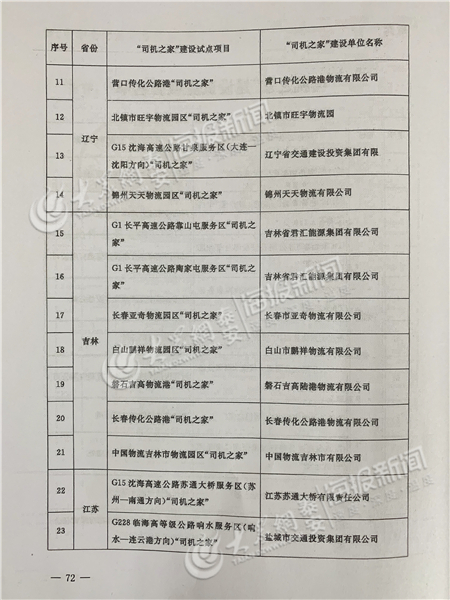 序号 省份 “司机之家”建设试点项目 “司机之家”建设单位名称
11 营口传化公路港“司机之家” 营口传化公路港物流有限公司
12 北镇市旺宇物流园区“司机之家” 北镇市旺宇物流园
辽宁
13 G15 沈海高速公路甘泉服务区(大连—
沈阳方向)“司机之家” 辽宁省交通建设投资集团有限
14 锦州天天物流园区“司机之家” 锦州天天物流有限公司
15 G1 长平高速公路靠山屯服务区“司机之
家” 吉林省君汇能源集团有限公司
16 G1 长平高速公路陶家屯服务区“司机之
家” 吉林省君汇能源集团有限公司
17 长春亚奇物流园区“司机之家” 长春市亚奇物流有限公司
吉林
18 白山鹏祥物流园区“司机之家” 白山市鹏祥物流有限公司
19 磐石吉高物流港“司机之家” 磐石吉高陆港物流有限公司
20 长春传化公路港“司机之家” 长春传化公路港物流有限公司
21 中国物流吉林市物流园区“司机之家” 中国物流吉林市有限公司
22 G15 沈海高速公路苏通大桥服务区(苏
州—南通方向)“司机之家” 江苏苏通大桥有限责任公司
江苏
23 G228 临海高等级公路响水服务区(响
水—连云港方向)“司机之家” 盐城市交通投资集团有限公司
— 72 —
大众网
海报新闻